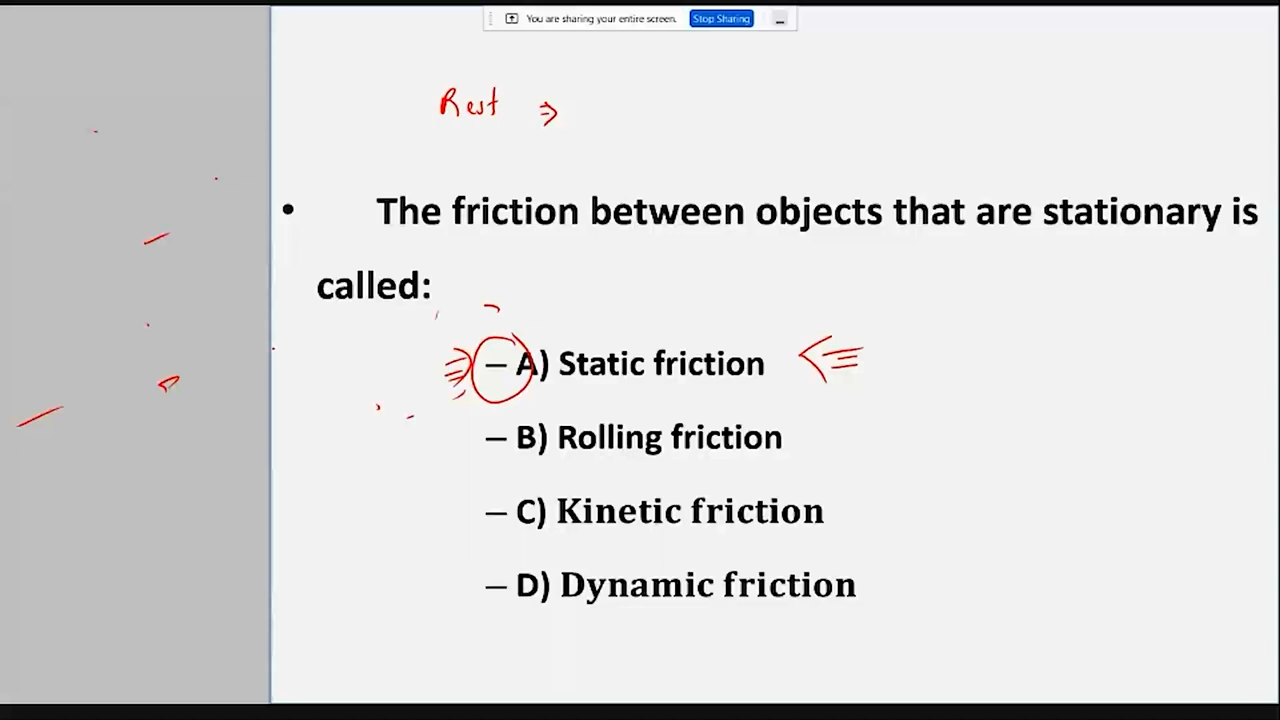 You are sharing your entire screen. Stop Sharing
Rest ⇒
• The friction between objects that are stationary is
called:
– A) Static friction
– B) Rolling friction
– C) Kinetic friction
– D) Dynamic friction